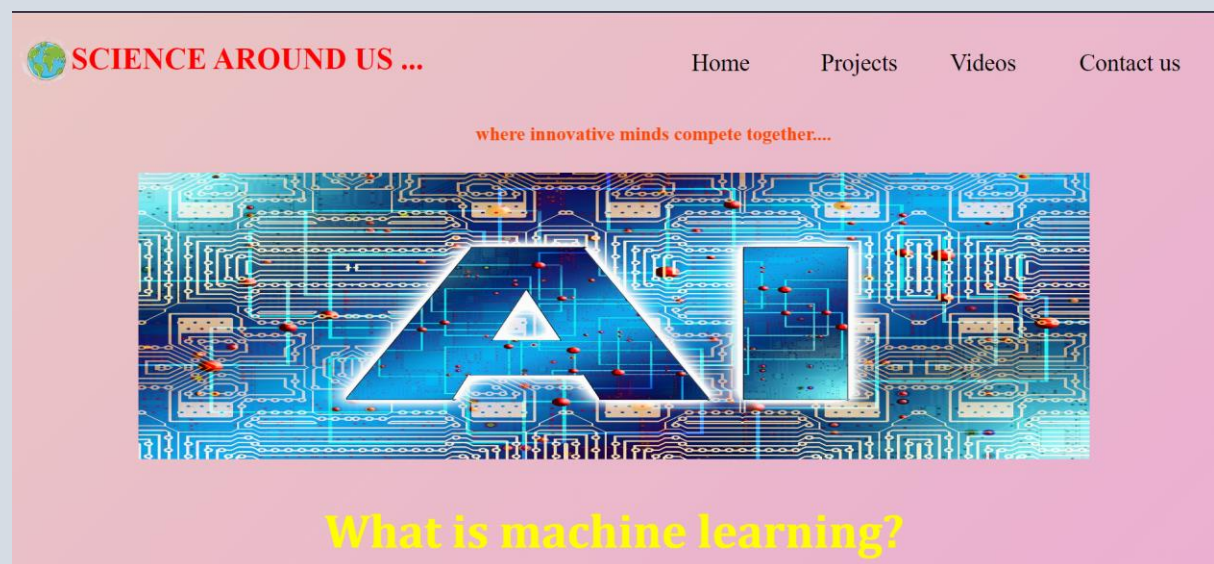 SCIENCE AROUND US ...
Home Projects Videos Contact us
where innovative minds compete together....
AI
What is machine learning?